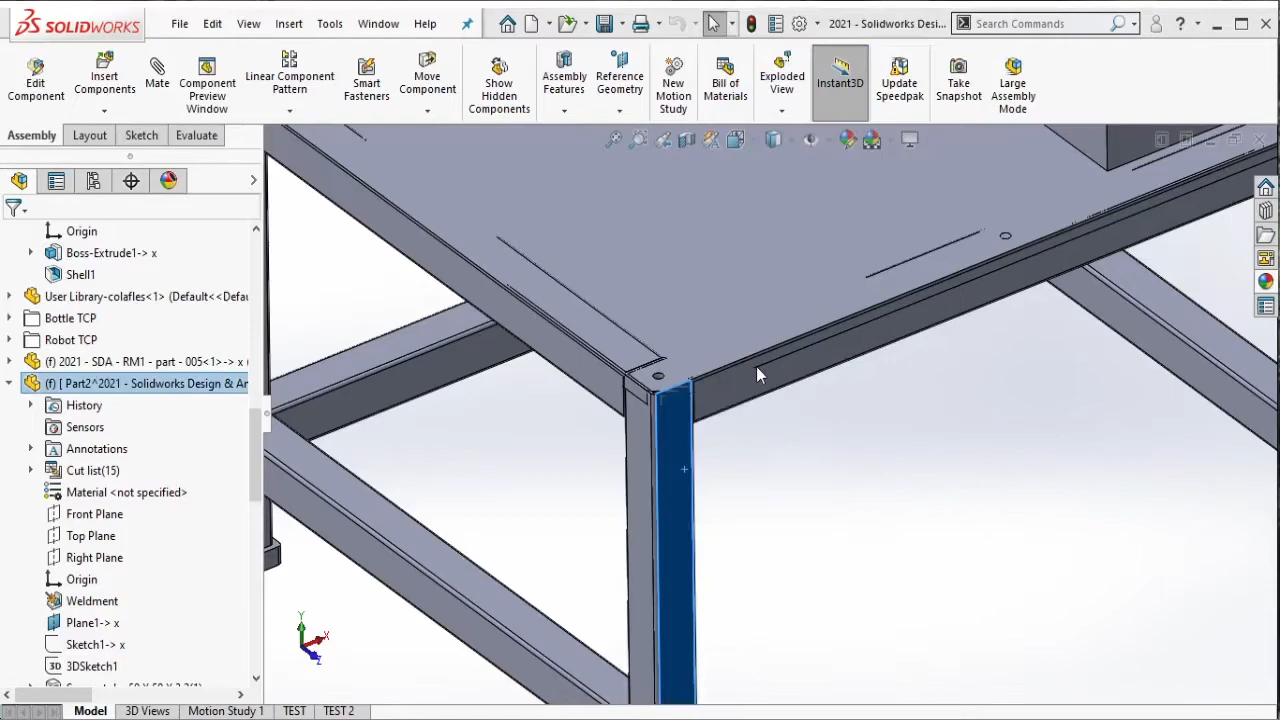 SOLIDWORKS
File Edit View Insert Tools Window Help
2021 - Solidworks Desi...
Search Commands
Edit Component
Insert Components
Mate
Component Preview Window
Linear Component Pattern
Smart Fasteners
Move Component
Show Hidden Components
Assembly Features
Reference Geometry
New Motion Study
Bill of Materials
Exploded View
Instant3D
Update Speedpak
Take Snapshot
Large Assembly Mode
Assembly Layout Sketch Evaluate
Origin
Boss-Extrude1-> x
Shell1
User Library-colafles<1> (Default<<Defau
Bottle TCP
Robot TCP
(f) 2021 - SDA - RM1 - part - 005<1>-> x (
(f) [ Part2^2021 - Solidworks Design & Ar
History
Sensors
Annotations
Cut list(15)
Material <not specified>
Front Plane
Top Plane
Right Plane
Origin
Weldment
Plane1-> x
Sketch1-> x
3D 3DSketch1
Y
X
Z
Model 3D Views Motion Study 1 TEST TEST 2